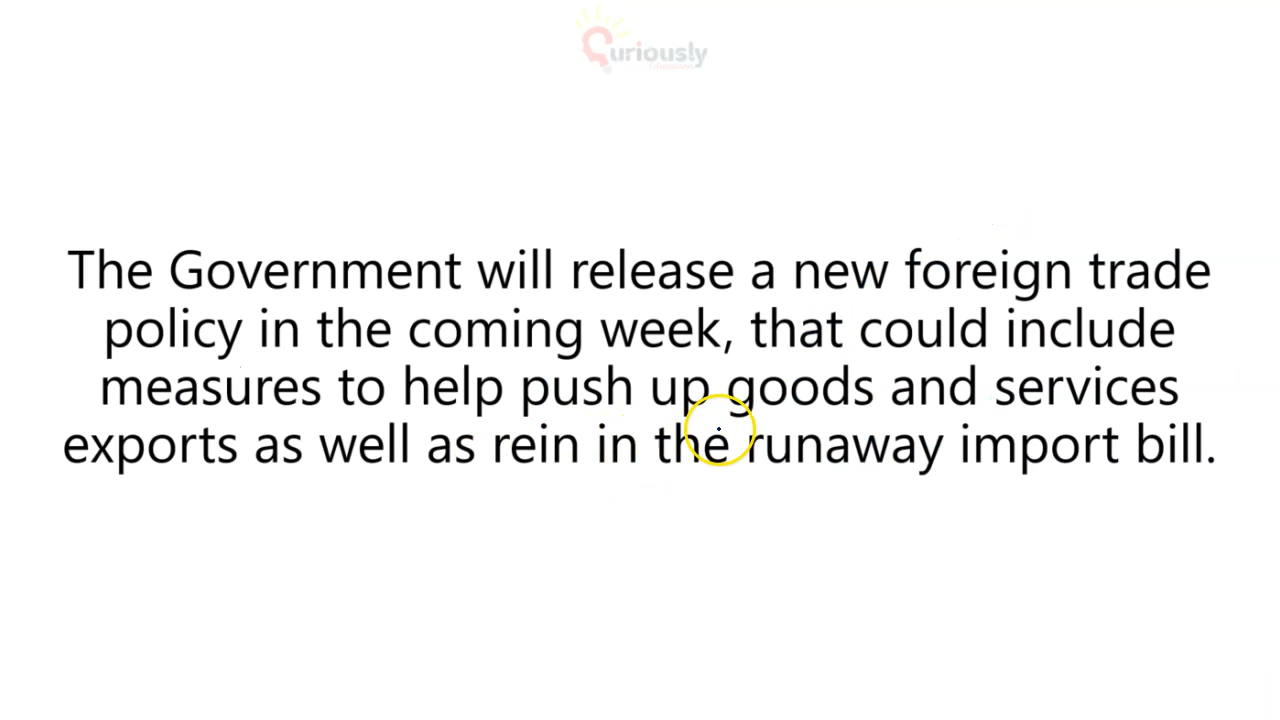 Curiously
The Government will release a new foreign trade
policy in the coming week, that could include
measures to help push up goods and services
exports as well as rein in the runaway import bill.